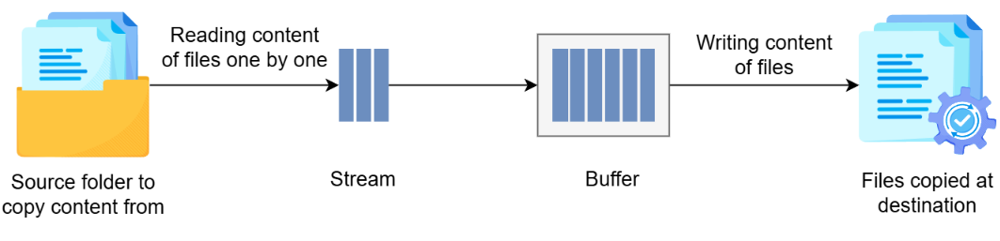 Reading content
of files one by one
Writing content
of files
Source folder to
copy content from
Stream
Buffer
Files copied at
destination